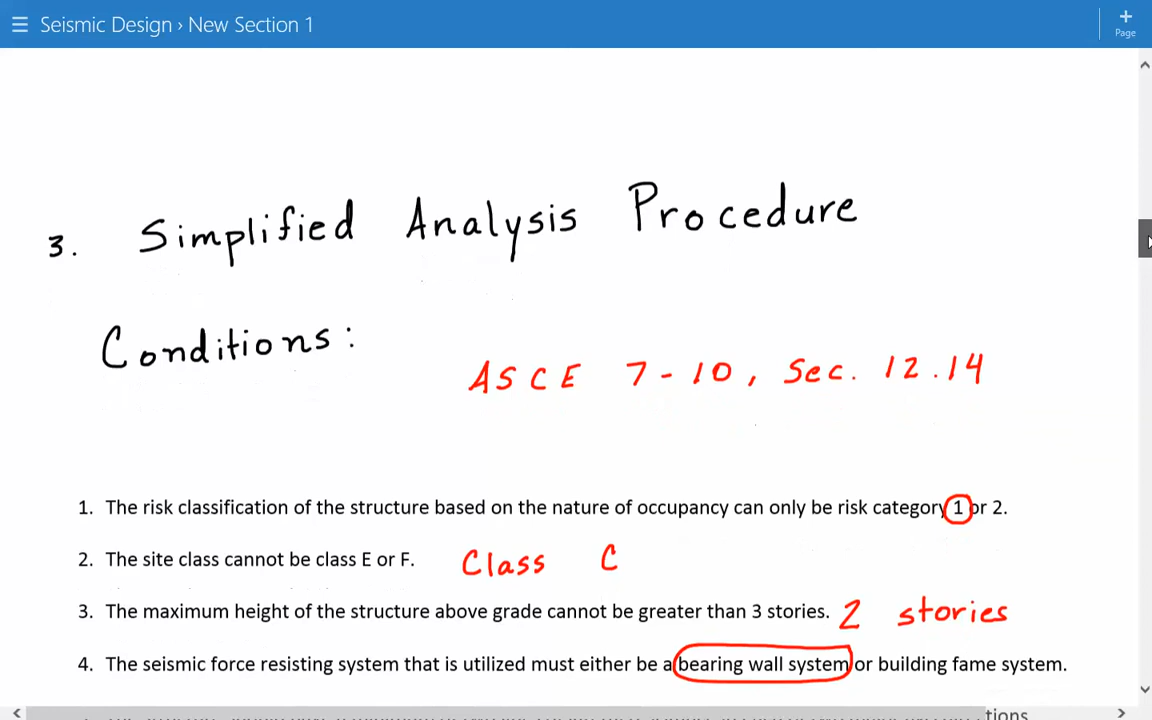 Seismic Design › New Section 1
Page
3. Simplified Analysis Procedure
Conditions:
ASCE 7-10, Sec. 12.14
1. The risk classification of the structure based on the nature of occupancy can only be risk category 1 or 2.
2. The site class cannot be class E or F. Class C
3. The maximum height of the structure above grade cannot be greater than 3 stories. 2 stories
4. The seismic force resisting system that is utilized must either be a bearing wall system or building fame system.